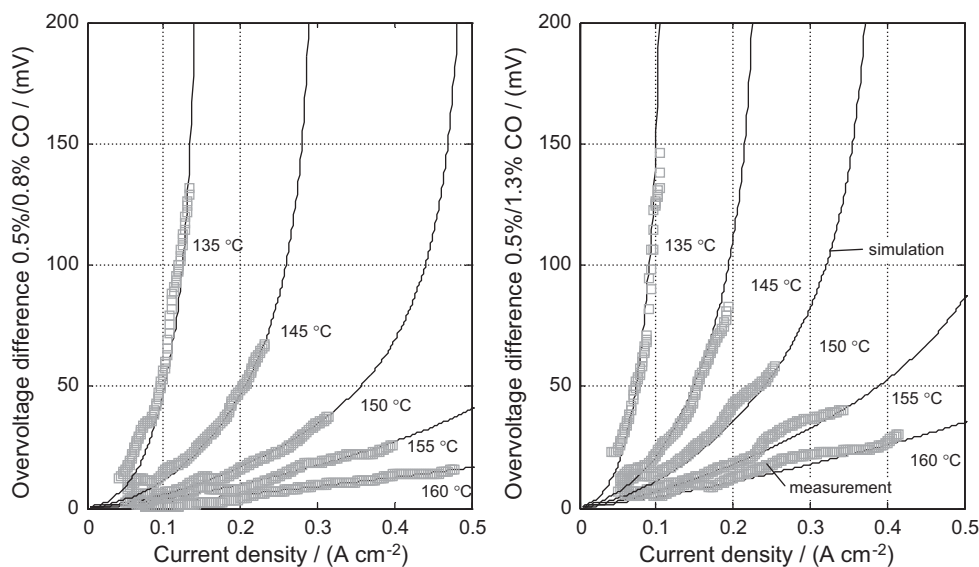 Overvoltage difference 0.5%/0.8% CO / (mV)
200
150
100
50
0
0
0.1
0.2
0.3
0.4
0.5
Current density / (A cm-2)
135 °C
145 °C
150 °C
155 °C
160 °C
Overvoltage difference 0.5%/1.3% CO / (mV)
200
150
100
50
0
0
0.1
0.2
0.3
0.4
0.5
Current density / (A cm-2)
135 °C
simulation
145 °C
150 °C
155 °C
160 °C
measurement